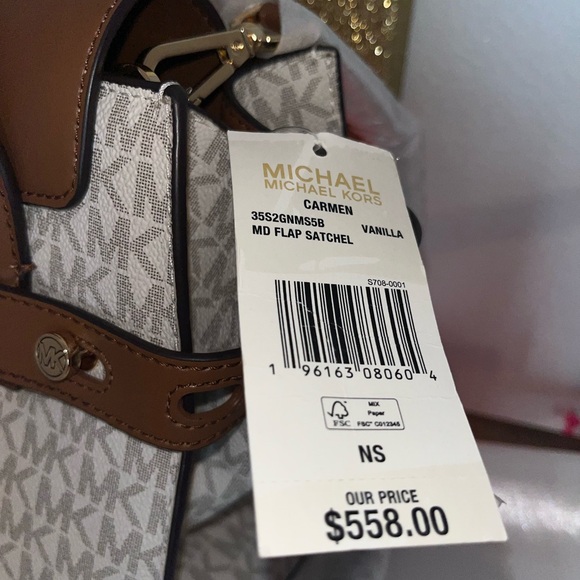 MICHAEL
MICHAEL KORS
CARMEN
35S2GNMS5B VANILLA
MD FLAP SATCHEL
S708-0001
1 96163 08060 4
FSC
MIX
Paper
FSC® C012345
NS
OUR PRICE
$558.00
MK